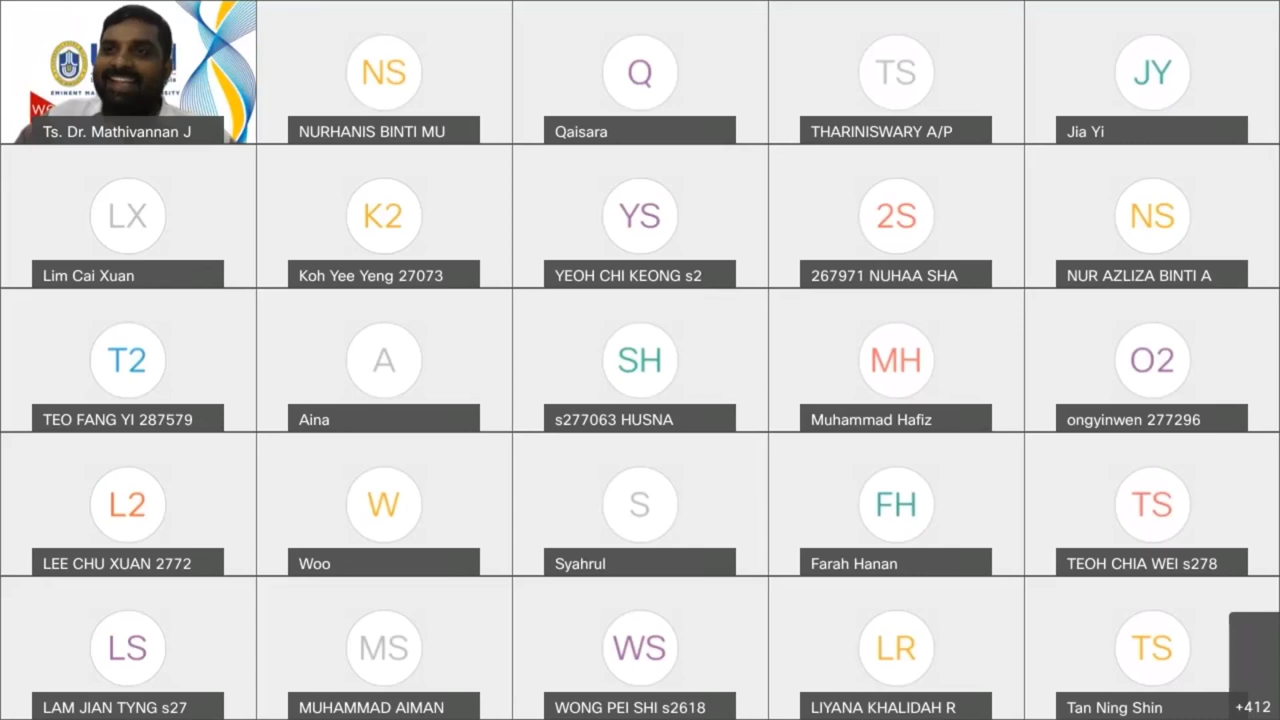 EMINENT MA
SITY
we
Ts. Dr. Mathivannan J
NS
NURHANIS BINTI MU
Q
Qaisara
TS
THARINISWARY A/P
JY
Jia Yi
LX
Lim Cai Xuan
K2
Koh Yee Yeng 27073
YS
YEOH CHI KEONG s2
2S
267971 NUHAA SHA
NS
NUR AZLIZA BINTI A
T2
TEO FANG YI 287579
A
Aina
SH
s277063 HUSNA
MH
Muhammad Hafiz
O2
ongyinwen 277296
L2
LEE CHU XUAN 2772
W
Woo
S
Syahrul
FH
Farah Hanan
TS
TEOH CHIA WEI s278
LS
LAM JIAN TYNG s27
MS
MUHAMMAD AIMAN
WS
WONG PEI SHI s2618
LR
LIYANA KHALIDAH R
TS
Tan Ning Shin
+412